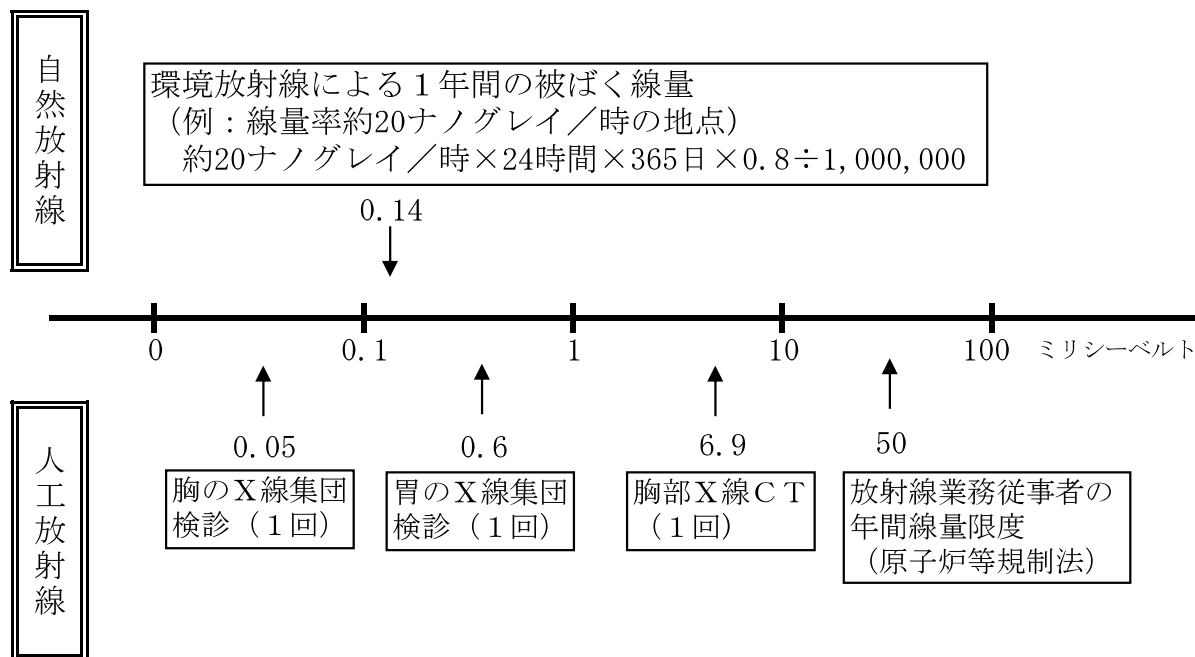 自然放射線
環境放射線による１年間の被ばく線量
（例：線量率約20ナノグレイ／時の地点）
約20ナノグレイ／時×24時間×365日×0.8÷1,000,000
0.14
0
0.1
1
10
100
ミリシーベルト
人工放射線
0.05
胸のＸ線集団
検診（１回）
0.6
胃のＸ線集団
検診（１回）
6.9
胸部Ｘ線ＣＴ
（１回）
50
放射線業務従事者の
年間線量限度
（原子炉等規制法）